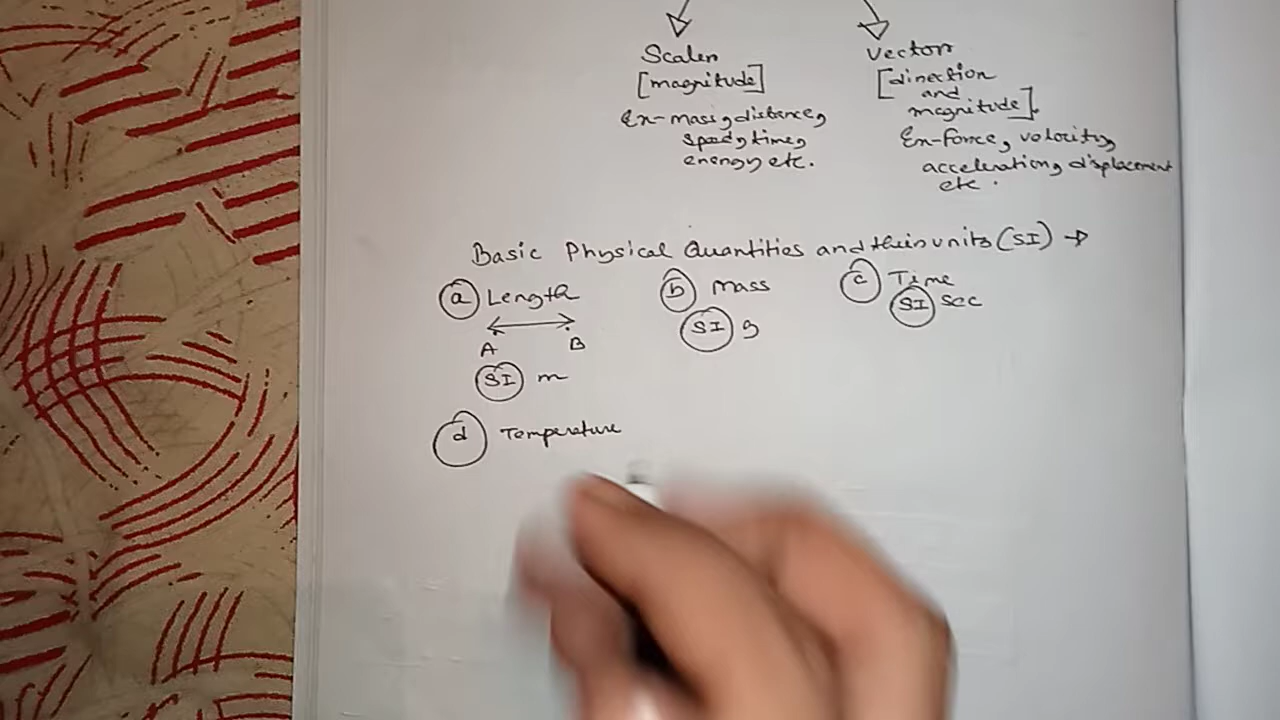 Scaler
[magnitude]
Ex- mass, distance,
speed, time,
energy etc.
Vector
[direction
and
magnitude].
Ex- force, velocity,
acceleration, displacement
etc.
Basic Physical Quantities and their units (SI) →
a Length
A B
SI m
b mass
SI g
c Time
SI sec
d Temperature